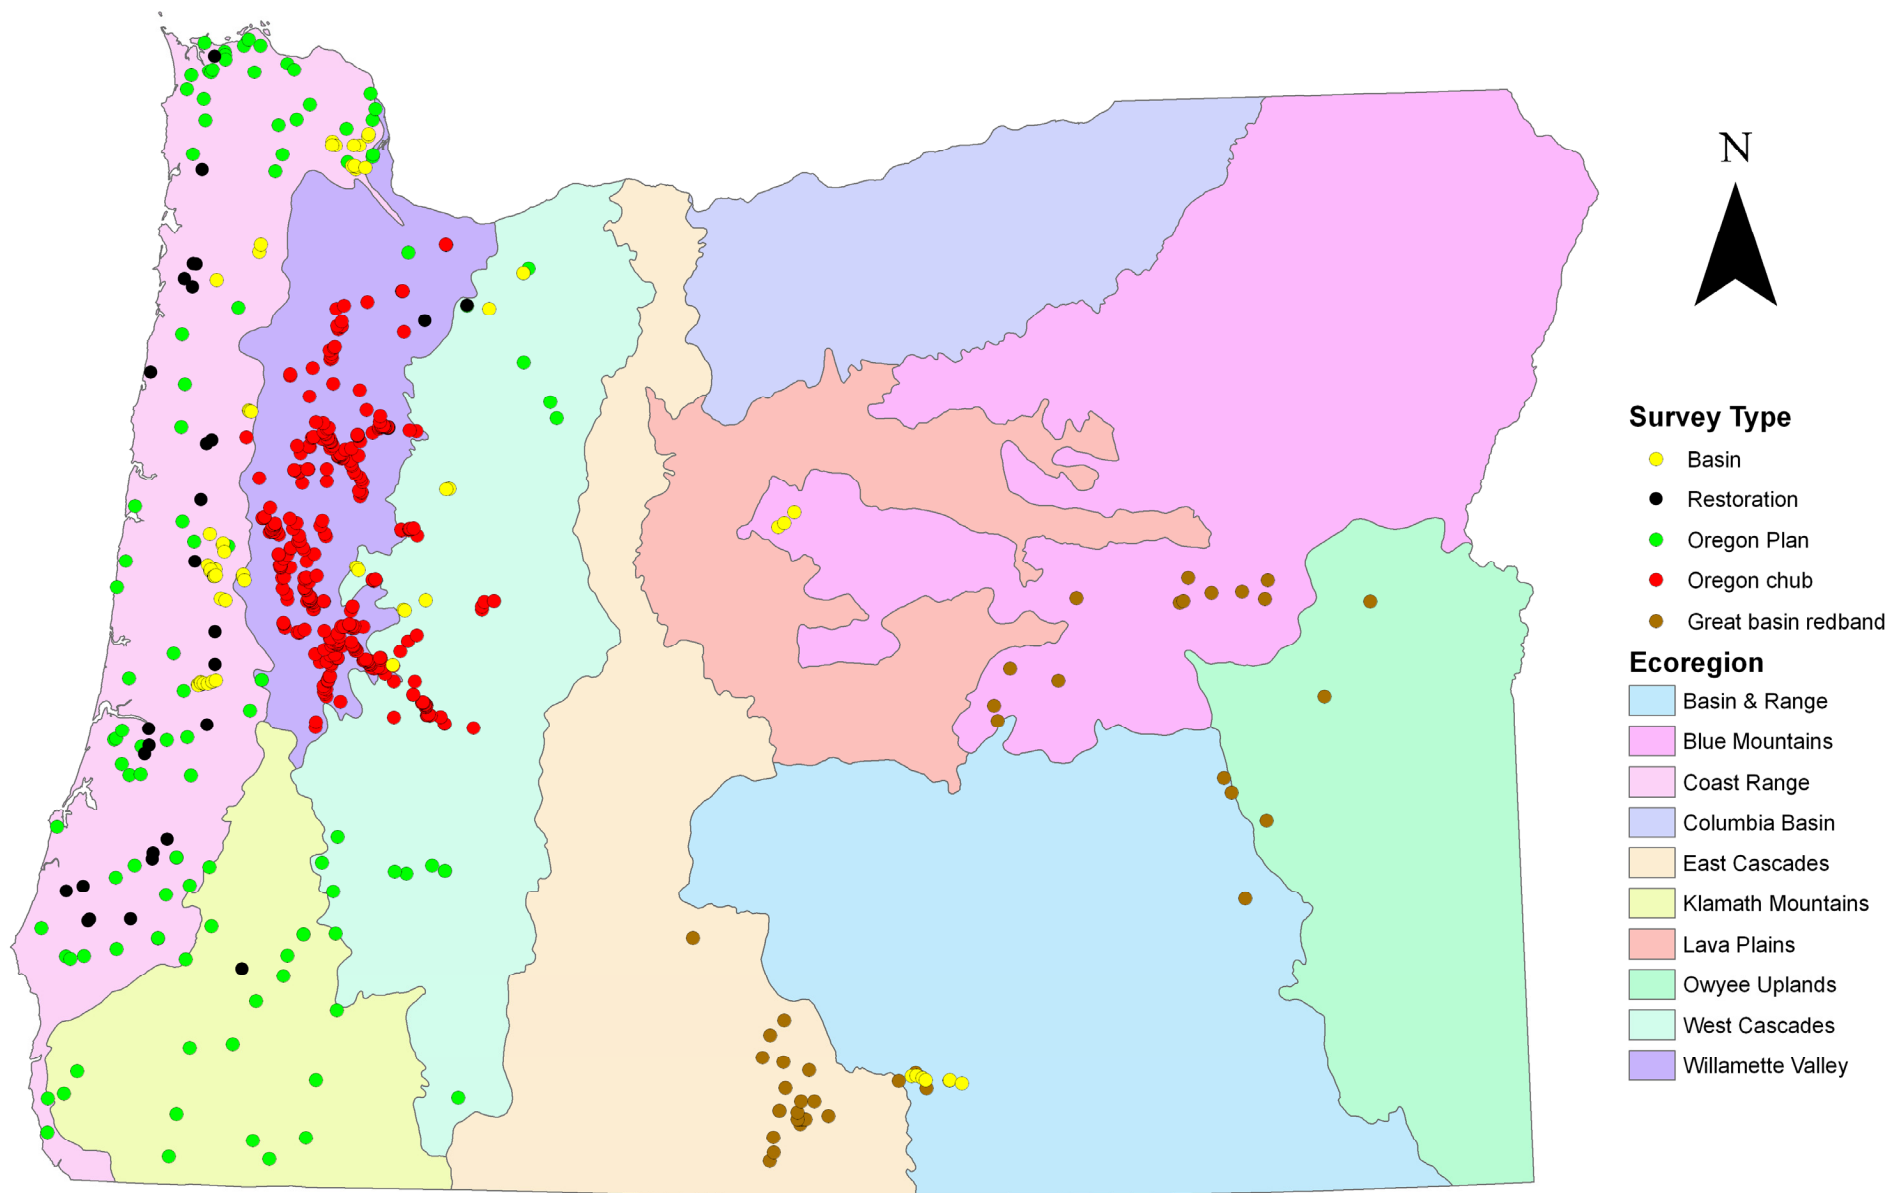 N
Survey Type
Basin
Restoration
Oregon Plan
Oregon chub
Great basin redband
Ecoregion
Basin & Range
Blue Mountains
Coast Range
Columbia Basin
East Cascades
Klamath Mountains
Lava Plains
Owyee Uplands
West Cascades
Willamette Valley